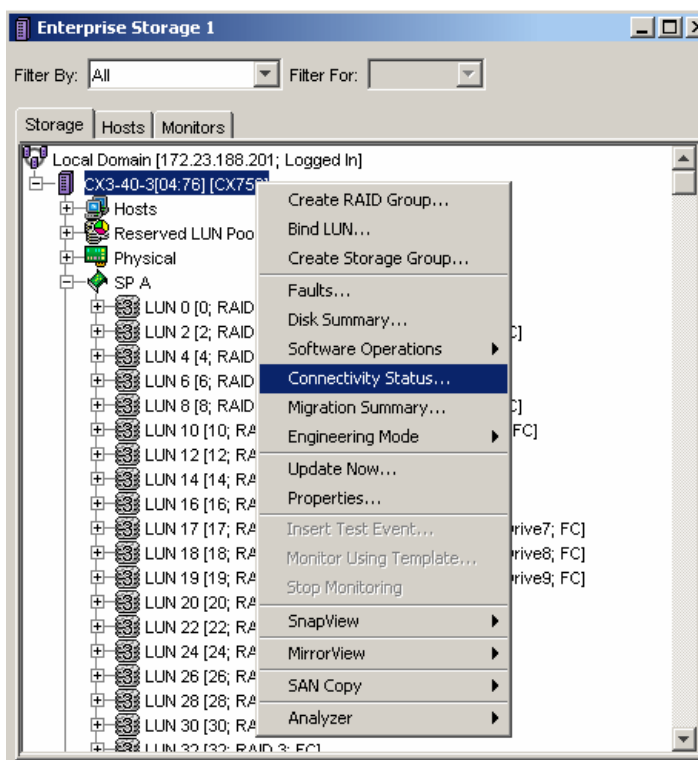 Enterprise Storage 1
Filter By: All Filter For:
Storage Hosts Monitors
Local Domain [172.23.188.201; Logged In]
CX3-40-3[04:76] [CX750
Hosts
Reserved LUN Poo
Physical
SP A
LUN 0 [0; RAID
LUN 2 [2; RAID C]
LUN 4 [4; RAID
LUN 6 [6; RAID
LUN 8 [8; RAID C]
LUN 10 [10; RA FC]
LUN 12 [12; RA
LUN 14 [14; RA
LUN 16 [16; RA
LUN 17 [17; RA Drive7; FC]
LUN 18 [18; RA Drive8; FC]
LUN 19 [19; RA Drive9; FC]
LUN 20 [20; RA
LUN 22 [22; RA
LUN 24 [24; RA
LUN 26 [26; RA
LUN 28 [28; RA
LUN 30 [30; RA
LUN 32 [32; RAID 3; FC]
Create RAID Group...
Bind LUN...
Create Storage Group...
Faults...
Disk Summary...
Software Operations
Connectivity Status...
Migration Summary...
Engineering Mode
Update Now...
Properties...
Insert Test Event...
Monitor Using Template...
Stop Monitoring
SnapView
MirrorView
SAN Copy
Analyzer